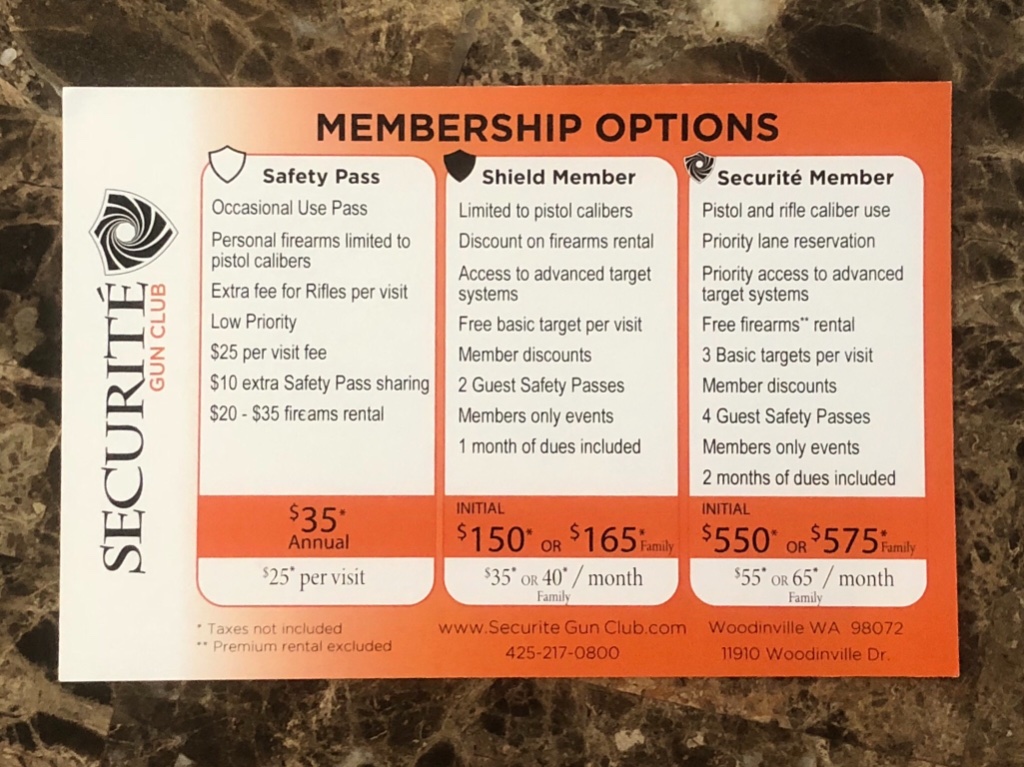 MEMBERSHIP OPTIONS
SECURITÉ
GUN CLUB
Safety Pass
Occasional Use Pass
Personal firearms limited to
pistol calibers
Extra fee for Rifles per visit
Low Priority
$25 per visit fee
$10 extra Safety Pass sharing
$20 - $35 fireams rental
$35*
Annual
$25* per visit
Shield Member
Limited to pistol calibers
Discount on firearms rental
Access to advanced target
systems
Free basic target per visit
Member discounts
2 Guest Safety Passes
Members only events
1 month of dues included
INITIAL
$150* OR $165* Family
$35* OR 40* / month
Family
Securité Member
Pistol and rifle caliber use
Priority lane reservation
Priority access to advanced
target systems
Free firearms** rental
3 Basic targets per visit
Member discounts
4 Guest Safety Passes
Members only events
2 months of dues included
INITIAL
$550* OR $575* Family
$55* OR 65* / month
Family
* Taxes not included
** Premium rental excluded
www.Securite Gun Club.com
425-217-0800
Woodinville WA 98072
11910 Woodinville Dr.